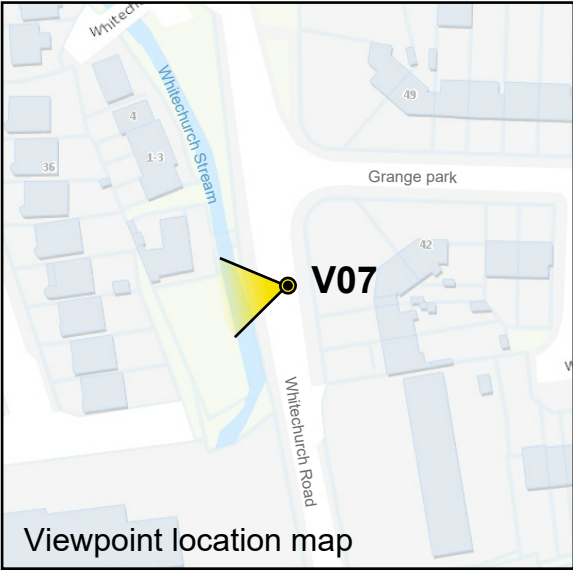 Whitech
Whitechurch Stream
49
4
1-3
36
Grange park
42
V07
Whitechurch Road
W
Viewpoint location map